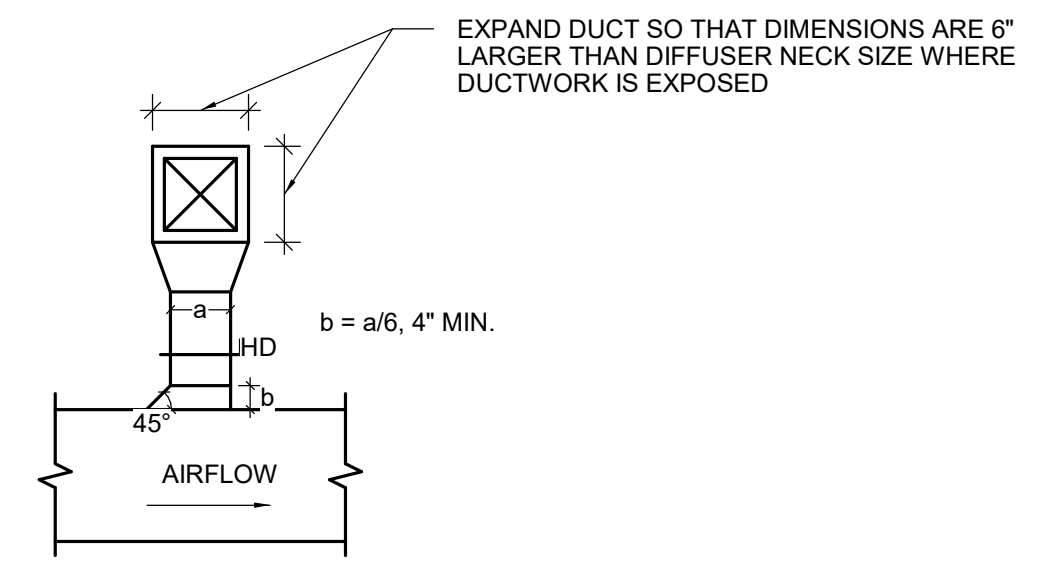 EXPAND DUCT SO THAT DIMENSIONS ARE 6"
LARGER THAN DIFFUSER NECK SIZE WHERE
DUCTWORK IS EXPOSED
a
b = a/6, 4" MIN.
HD
b
45°
AIRFLOW